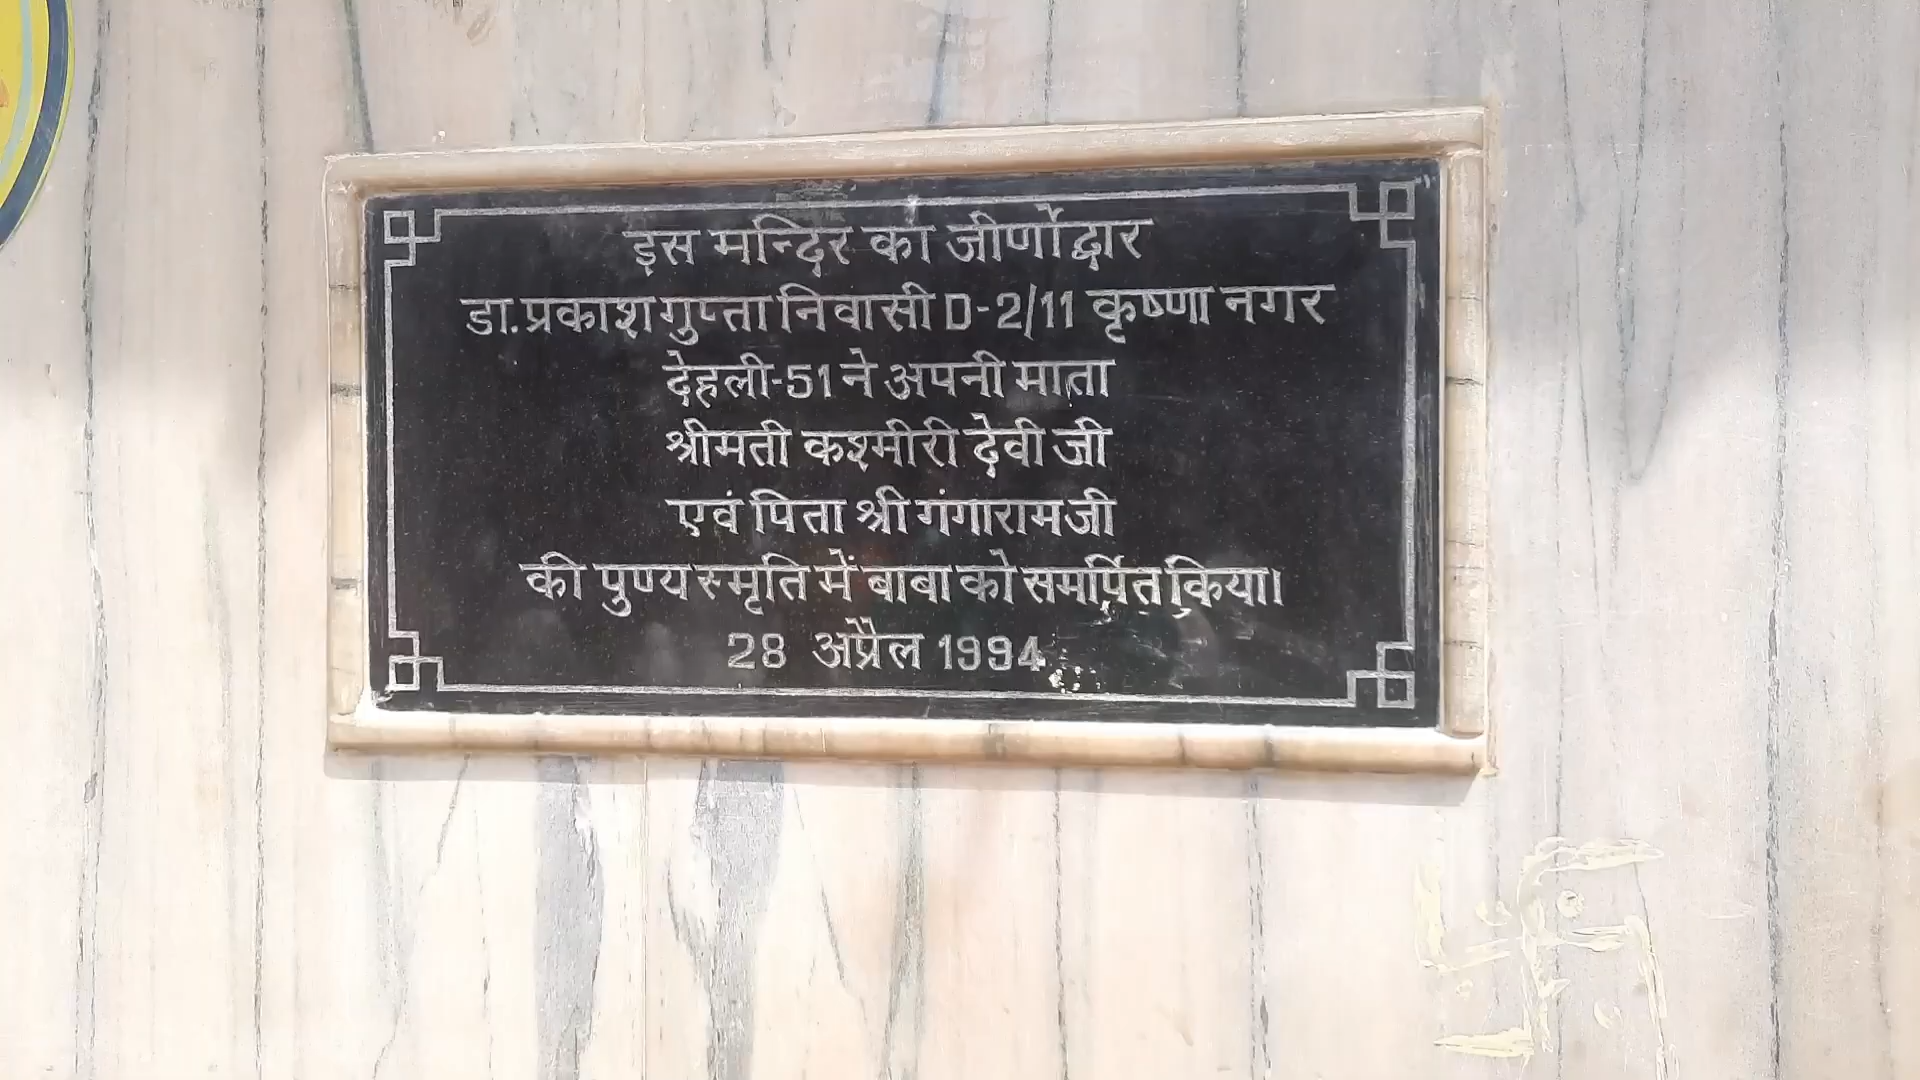 इस मन्दिर का जीर्णोद्वार
डा.प्रकाश गुप्ता निवासी D-2/11 कृष्णा नगर
देहली-51 ने अपनी माता
श्रीमती कश्मीरी देवी जी
एवं पिता श्री गंगाराम जी
की पुण्य स्मृति में बाबा को समर्पित किया।
28 अप्रैल 1994